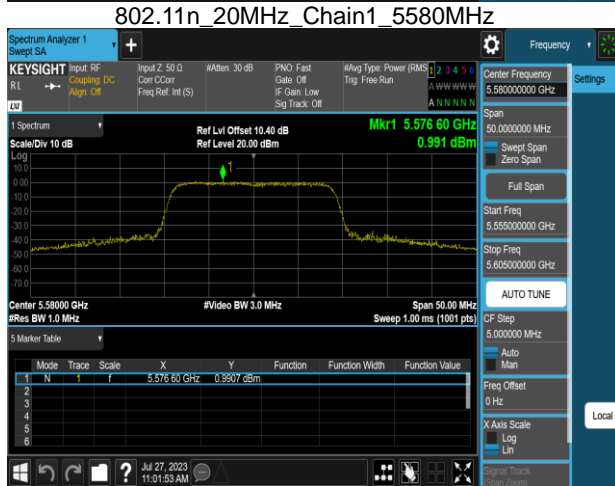 802.11n_20MHz_Chain1_5580MHz
Spectrum Analyzer 1
Swept SA
+
Frequency
KEYSIGHT Input: RF Input Z: 50 Ω #Atten: 30 dB PNO: Fast #Avg Type: Power (RMS 1 2 3 4 5 6
RL Coupling: DC Corr CCorr Gate: Off Trig: Free Run A W W W W W
Align: Off Freq Ref: Int (S) IF Gain: Low
Sig Track: Off A N N N N N
LXI
Center Frequency
5.580000000 GHz
Settings
Span
50.0000000 MHz
Swept Span
Zero Span
Full Span
Start Freq
5.555000000 GHz
Stop Freq
5.605000000 GHz
AUTO TUNE
CF Step
5.000000 MHz
Auto
Man
Freq Offset
0 Hz
X Axis Scale
Log
Lin
Signal Track
(Span Zoom)
Local
1 Spectrum
Ref Lvl Offset 10.40 dB Mkr1 5.576 60 GHz
Scale/Div 10 dB Ref Level 20.00 dBm 0.991 dBm
Log
1
10.0
0.00
-10.0
-20.0
-30.0
-40.0
-50.0
-60.0
-70.0
Center 5.58000 GHz #Video BW 3.0 MHz Span 50.00 MHz
#Res BW 1.0 MHz Sweep 1.00 ms (1001 pts)
5 Marker Table
Mode Trace Scale X Y Function Function Width Function Value
1 N 1 f 5.576 60 GHz 0.9907 dBm
2
3
4
5
6
? Jul 27, 2023
11:01:53 AM